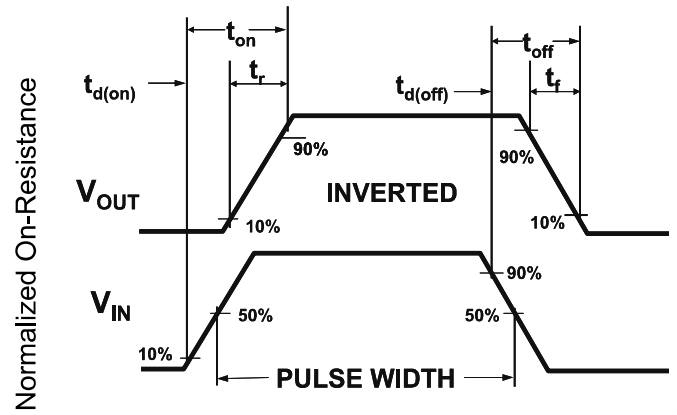 Normalized On-Resistance
ton
toff
tr
tf
td(on)
td(off)
90%
90%
VOUT
INVERTED
10%
10%
90%
VIN
50%
50%
10%
PULSE WIDTH